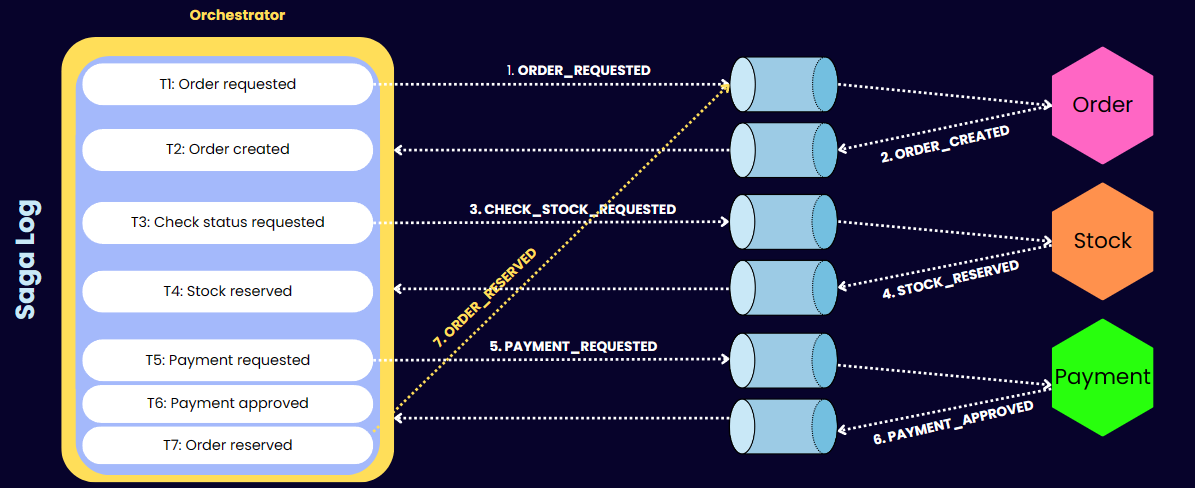 Orchestrator
Saga Log
T1: Order requested
T2: Order created
T3: Check status requested
T4: Stock reserved
T5: Payment requested
T6: Payment approved
T7: Order reserved
1. ORDER_REQUESTED
2. ORDER_CREATED
3. CHECK_STOCK_REQUESTED
4. STOCK_RESERVED
5. PAYMENT_REQUESTED
6. PAYMENT_APPROVED
7. ORDER_RESERVED
Order
Stock
Payment